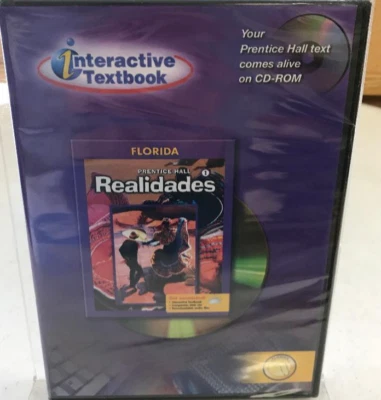 interactive
Textbook
Your
Prentice Hall text
comes alive
on CD-ROM
FLORIDA
PRENTICE HALL
Realidades 1